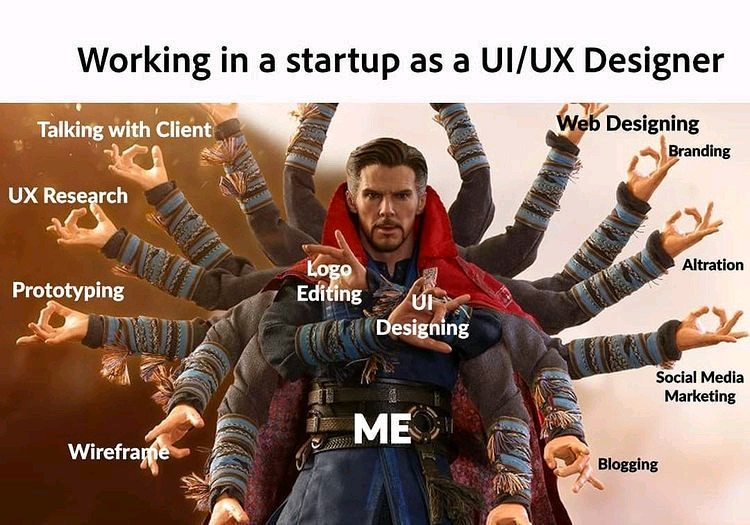 Working in a startup as a UI/UX Designer
Talking with Client
Web Designing
Branding
UX Research
Logo
Editing
UI
Designing
Altration
Prototyping
Social Media
Marketing
ME
Wireframe
Blogging